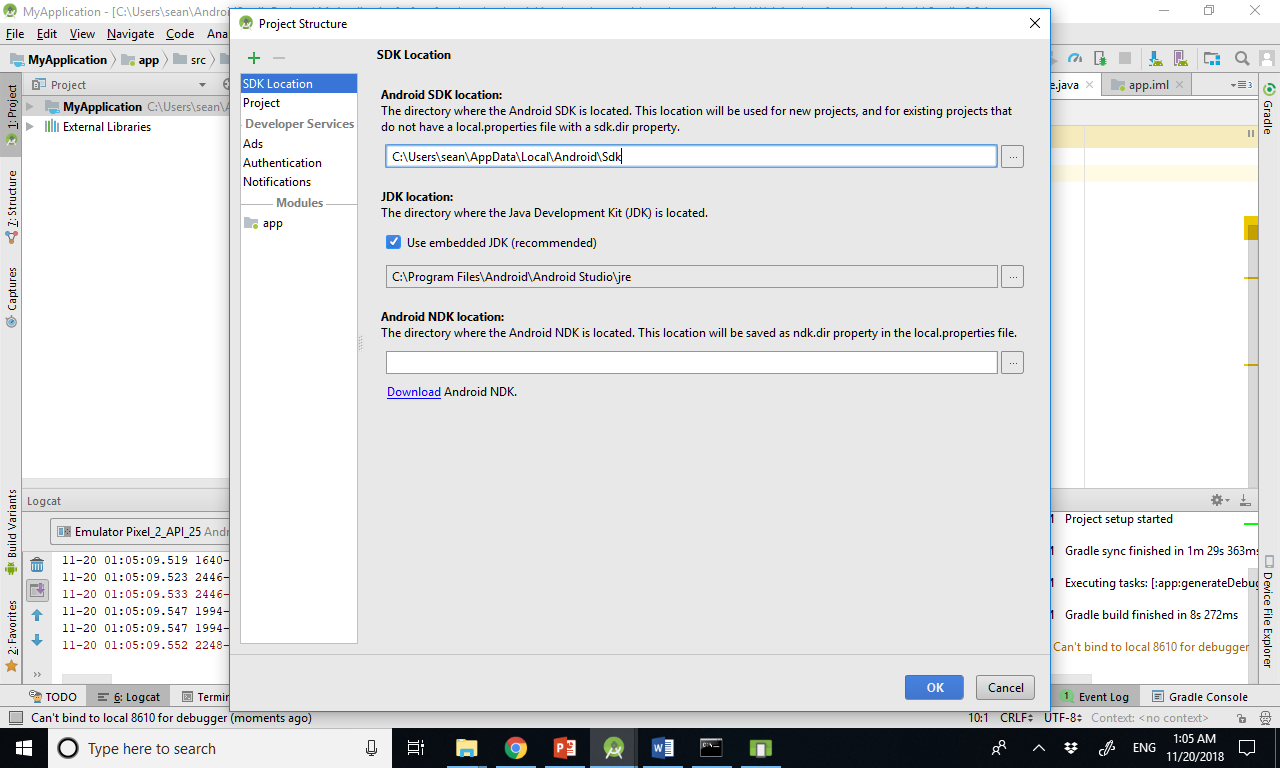 MyApplication - [C:\Users\sean\Andro
Project Structure
File Edit View Navigate Code Ana
MyApplication app src
SDK Location
e.java app.iml 3
1: Project
Project
SDK Location
Project
Developer Services
Ads
Authentication
Notifications
Modules
app
MyApplication C:\Users\sean\A
External Libraries
7: Structure
Captures
Build Variants
2: Favorites
Android SDK location:
The directory where the Android SDK is located. This location will be used for new projects, and for existing projects that
do not have a local.properties file with a sdk.dir property.
C:\Users\sean\AppData\Local\Android\Sdk
...
JDK location:
The directory where the Java Development Kit (JDK) is located.
Use embedded JDK (recommended)
C:\Program Files\Android\Android Studio\jre
...
Android NDK location:
The directory where the Android NDK is located. This location will be saved as ndk.dir property in the local.properties file.
...
Download Android NDK.
OK Cancel
Gradle
Device File Explorer
Logcat
Emulator Pixel_2_API_25 Andr
11-20 01:05:09.519 1640-
11-20 01:05:09.523 2446-
11-20 01:05:09.533 2446-
11-20 01:05:09.547 1994-
11-20 01:05:09.547 1994-
11-20 01:05:09.552 2248-
Project setup started
Gradle sync finished in 1m 29s 363ms
Executing tasks: [:app:generateDebug
Gradle build finished in 8s 272ms
Can't bind to local 8610 for debugger
TODO 6: Logcat Termin
1 Event Log Gradle Console
Can't bind to local 8610 for debugger (moments ago)
10:1 CRLF UTF-8 Context: <no context>
Type here to search
ENG
1:05 AM
11/20/2018